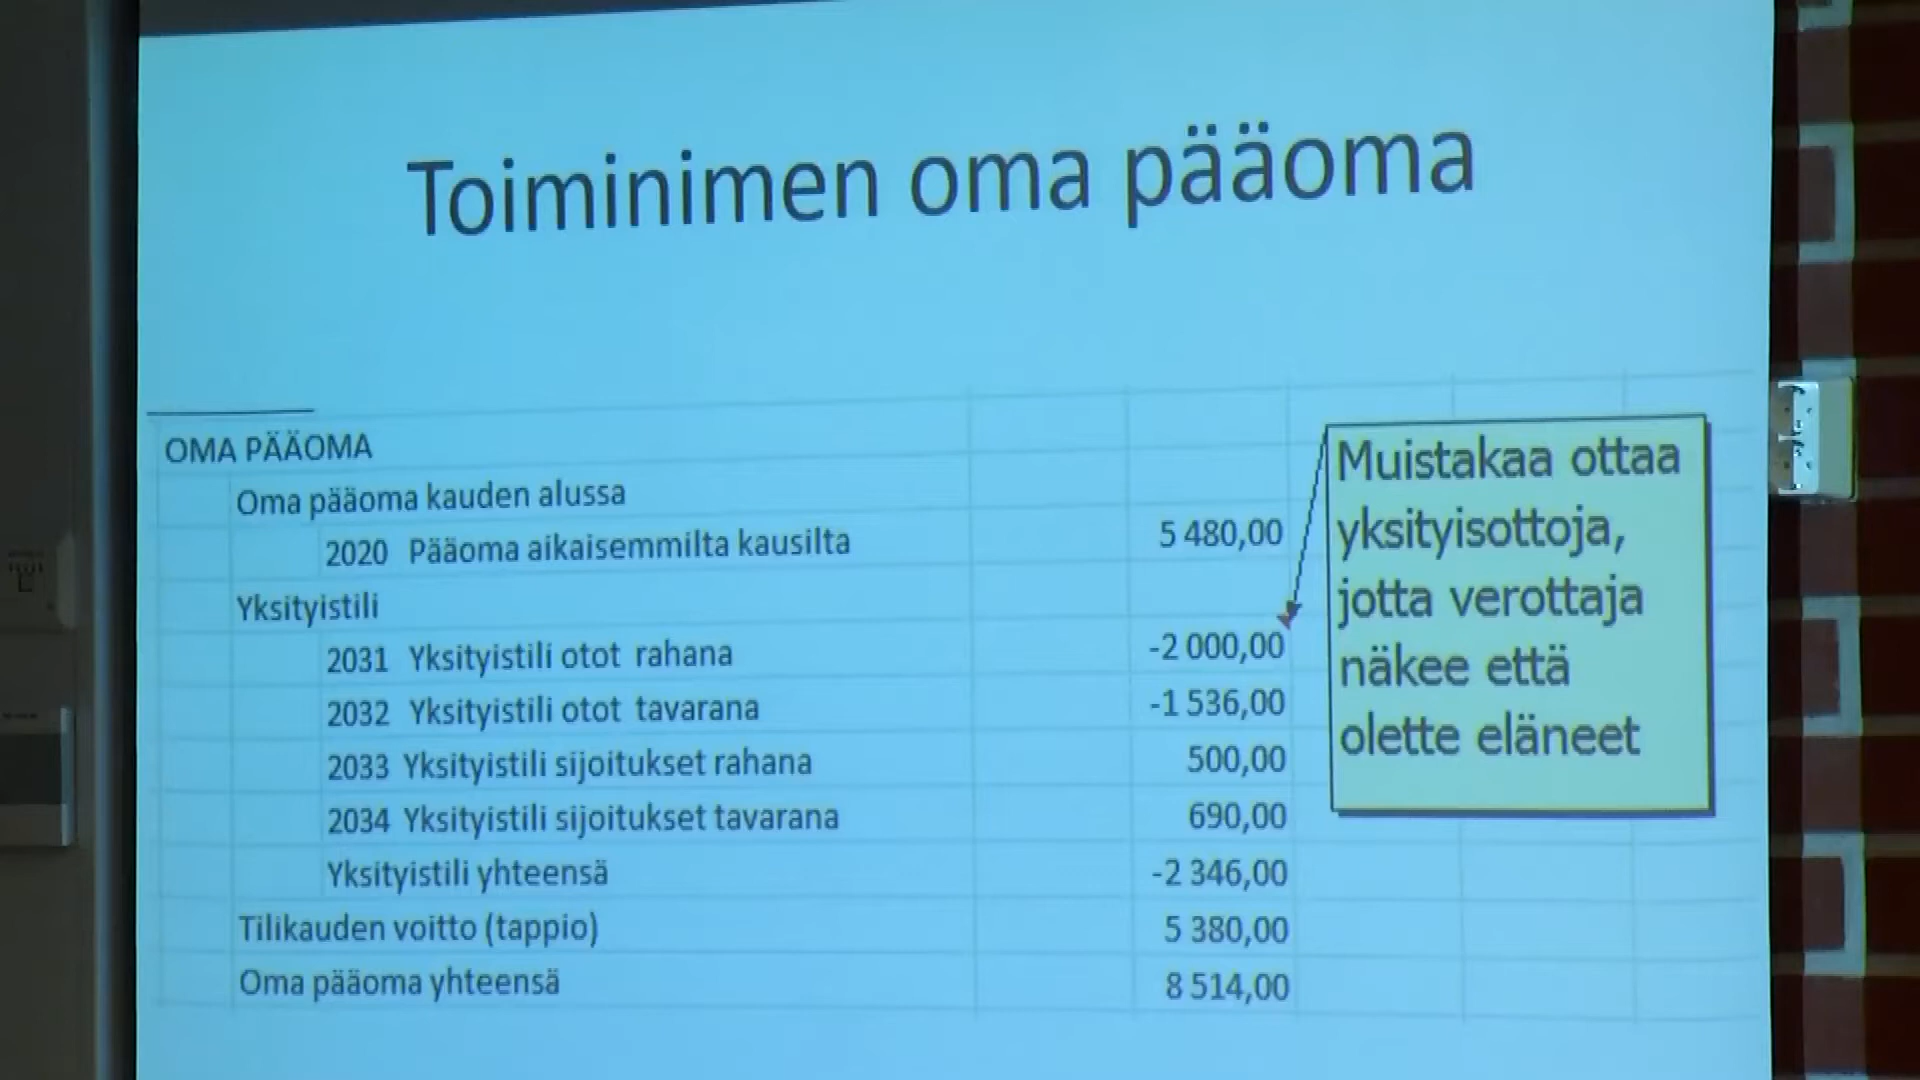 Toiminimen oma pääoma
OMA PÄÄOMA
Oma pääoma kauden alussa
2020 Pääoma aikaisemmilta kausilta 5 480,00
Yksityistili
2031 Yksityistili otot rahana -2 000,00
2032 Yksityistili otot tavarana -1 536,00
2033 Yksityistili sijoitukset rahana 500,00
2034 Yksityistili sijoitukset tavarana 690,00
Yksityistili yhteensä -2 346,00
Tilikauden voitto (tappio) 5 380,00
Oma pääoma yhteensä 8 514,00
Muistakaa ottaa
yksityisottoja,
jotta verottaja
näkee että
olette eläneet